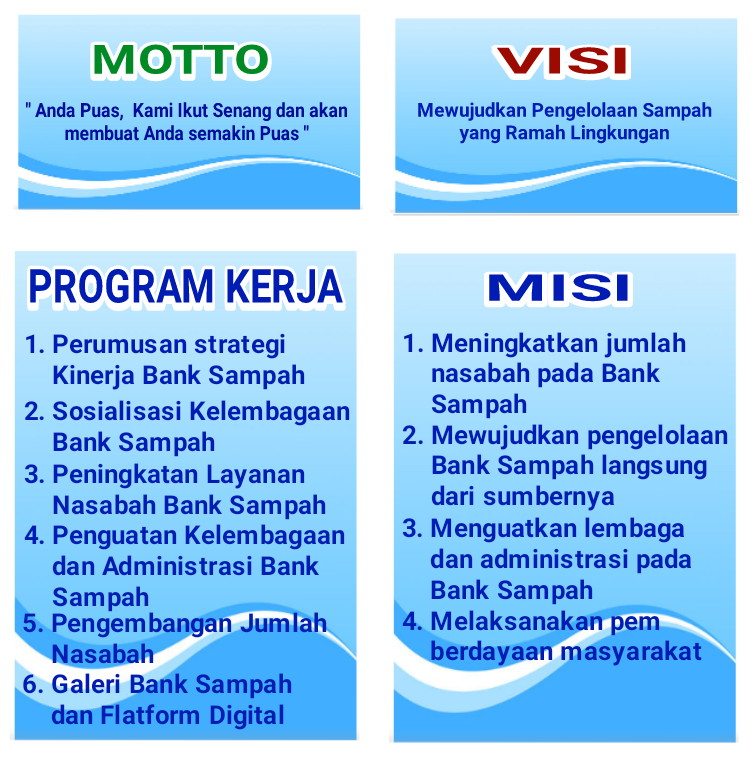 MOTTO
" Anda Puas, Kami Ikut Senang dan akan
membuat Anda semakin Puas "
VISI
Mewujudkan Pengelolaan Sampah
yang Ramah Lingkungan
PROGRAM KERJA
1. Perumusan strategi
Kinerja Bank Sampah
2. Sosialisasi Kelembagaan
Bank Sampah
3. Peningkatan Layanan
Nasabah Bank Sampah
4. Penguatan Kelembagaan
dan Administrasi Bank
Sampah
5. Pengembangan Jumlah
Nasabah
6. Galeri Bank Sampah
dan Flatform Digital
MISI
1. Meningkatkan jumlah
nasabah pada Bank
Sampah
2. Mewujudkan pengelolaan
Bank Sampah langsung
dari sumbernya
3. Menguatkan lembaga
dan administrasi pada
Bank Sampah
4. Melaksanakan pem
berdayaan masyarakat